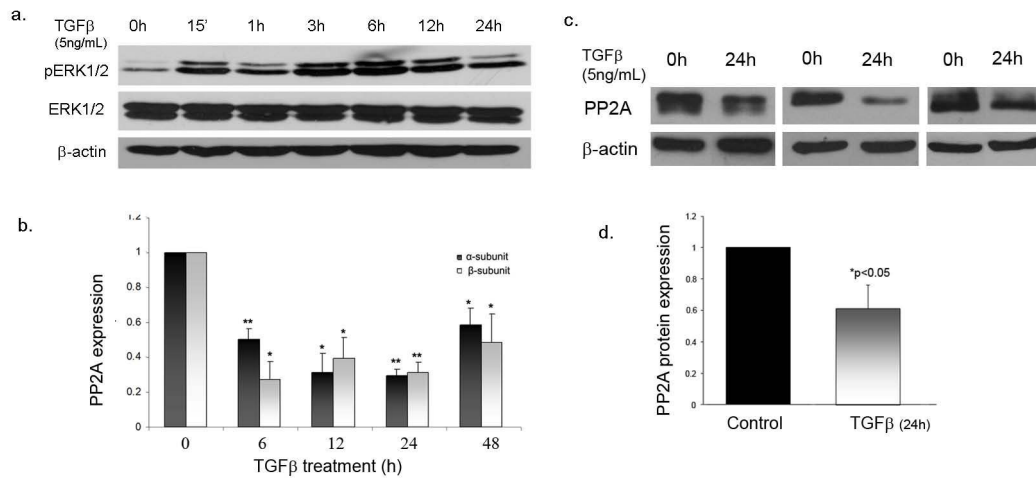 a.
TGFβ 0h 15' 1h 3h 6h 12h 24h
(5ng/mL)
pERK1/2
ERK1/2
β-actin
b.
PP2A expression
1.2
1
0.8
0.6
0.4
0.2
0
α-subunit
β-subunit
** * * * ** ** * *
0 6 12 24 48
TGFβ treatment (h)
c.
TGFβ 0h 24h 0h 24h 0h 24h
(5ng/mL)
PP2A
β-actin
d.
PP2A protein expression
1.2
1
0.8
0.6
0.4
0.2
0
*p<0.05
Control TGFβ (24h)